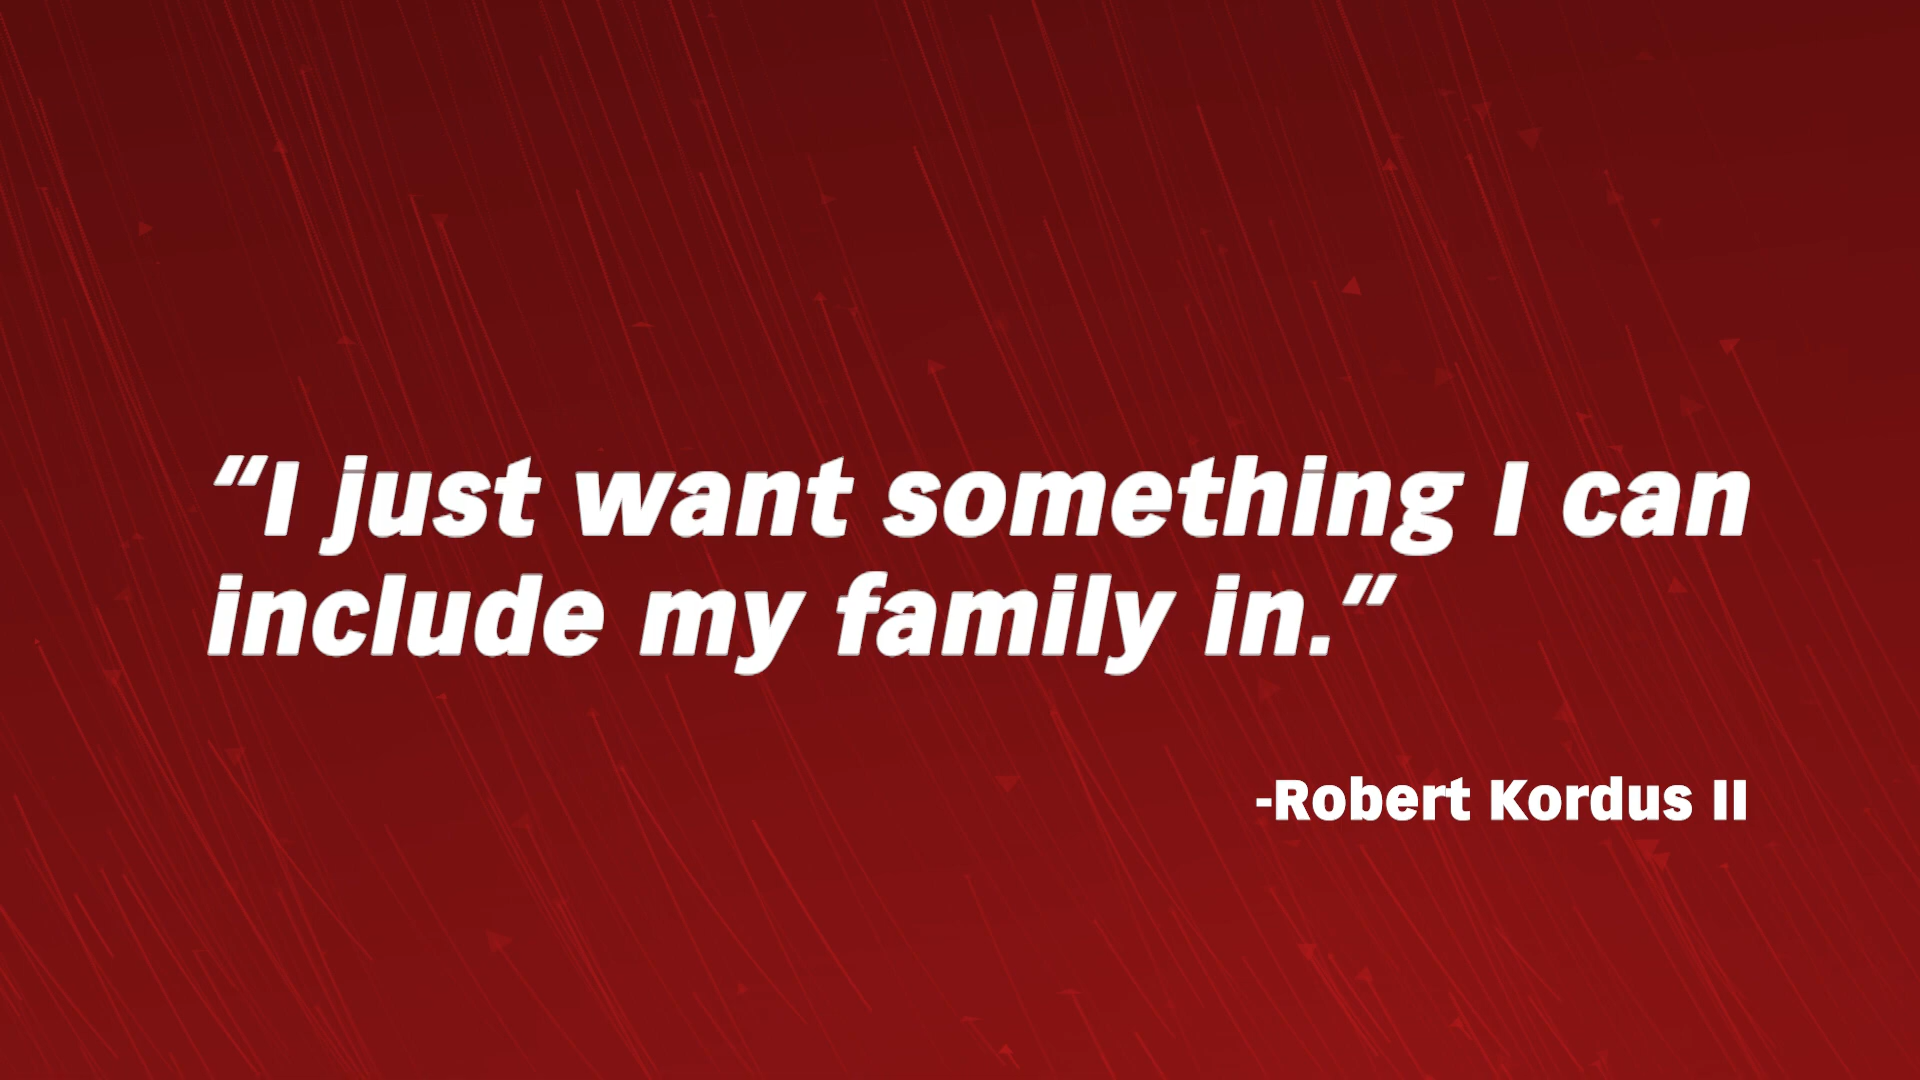 “I just want something I can
include my family in.”
-Robert Kordus II